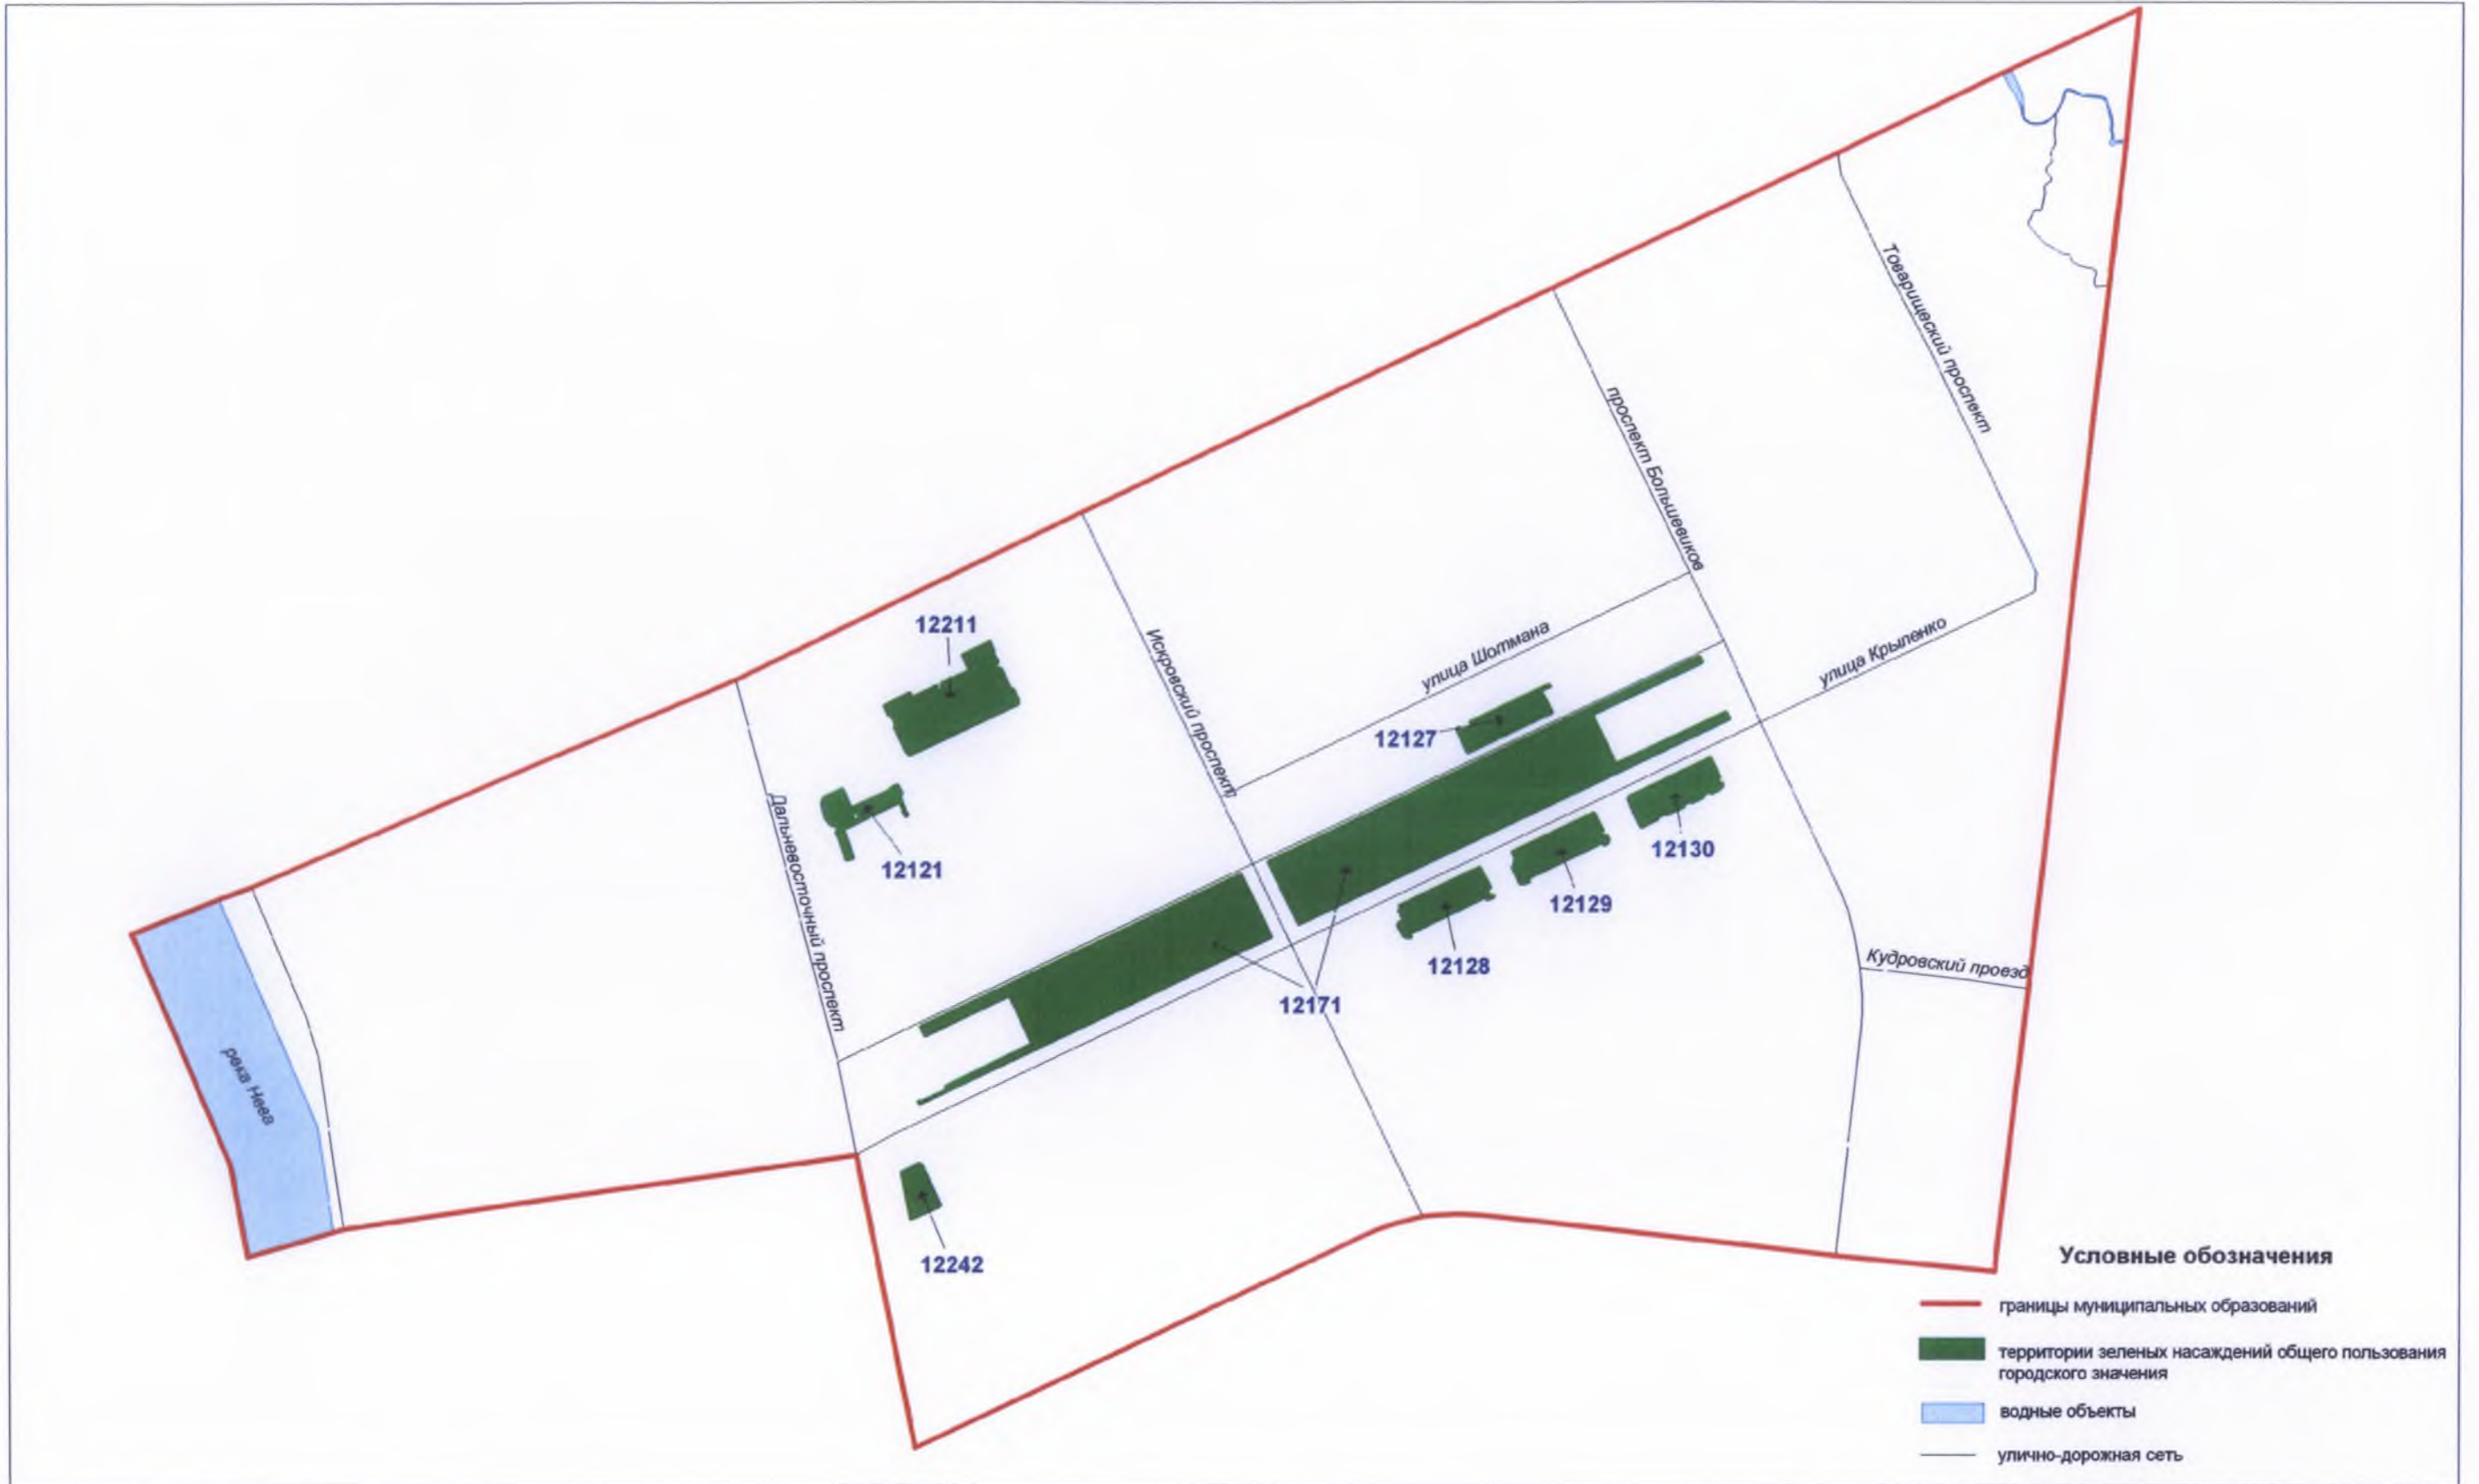 Товарищеский проспект
проспект Большевиков
12211
Искровский проспект
улица Шотмана
улица Крыленко
12127
Дальневосточный проспект
12121
12130
12129
12128
Кудровский проезд
12171
река Нева
12242
Условные обозначения
границы муниципальных образований
территории зеленых насаждений общего пользования
городского значения
водные объекты
улично-дорожная сеть